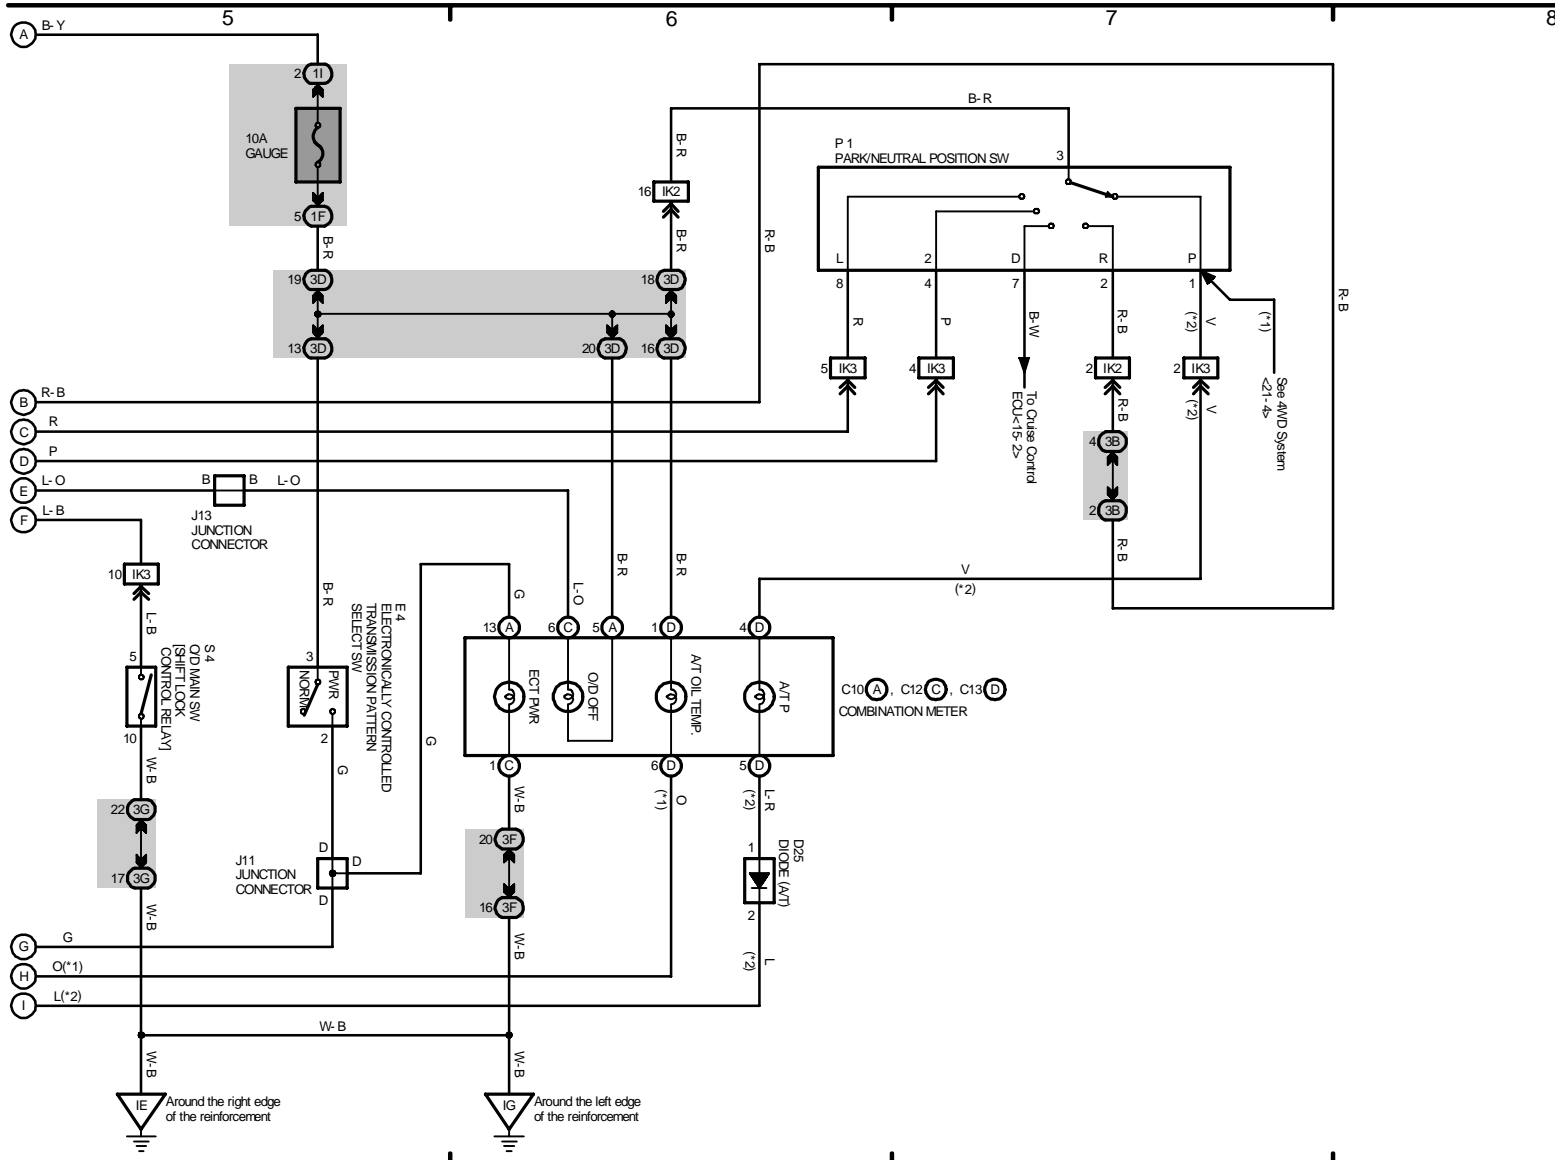 5
6
7
8
A
B-Y
2
1I
10A
GAUGE
5
1F
B-R
19
3D
18
3D
13
3D
20
3D
16
3D
B-R
16
IK2
B-R
B-R
R-B
R-B
P 1
PARK/NEUTRAL POSITION SW
3
L
2
D
R
P
8
4
7
2
1
R
P
B-W
R-B
V
(*2)
(*1)
5
IK3
4
IK3
2
IK2
2
IK3
To Cruise Control
ECU<15-2>
See 4WD System
<21-4>
R-B
V
(*2)
4
3B
2
3B
R-B
B
R-B
C
R
D
P
E
L-O
B
B
L-O
F
L-B
J13
JUNCTION
CONNECTOR
10
IK3
L-B
5
10
S 4
O/D MAIN SW
[SHIFT LOCK
CONTROL RELAY]
W-B
22
3G
17
3G
W-B
B-R
3
PWR
NORM
2
E 4
ELECTRONICALLY CONTROLLED
TRANSMISSION PATTERN
SELECT SW
G
G
G
L-O
B-R
B-R
V
(*2)
13
A
6
C
5
A
1
D
4
D
ECT PWR
O/D OFF
A/T OIL TEMP.
A/T P
C10 A , C12 C , C13 D
COMBINATION METER
1
C
6
D
5
D
W-B
O
(*1)
L-R
(*2)
20
3F
16
3F
W-B
1
2
D25
DIODE (A/T)
L
(*2)
D
D
D
J11
JUNCTION
CONNECTOR
G
G
H
O(*1)
I
L(*2)
W-B
W-B
W-B
IE
Around the right edge
of the reinforcement
IG
Around the left edge
of the reinforcement